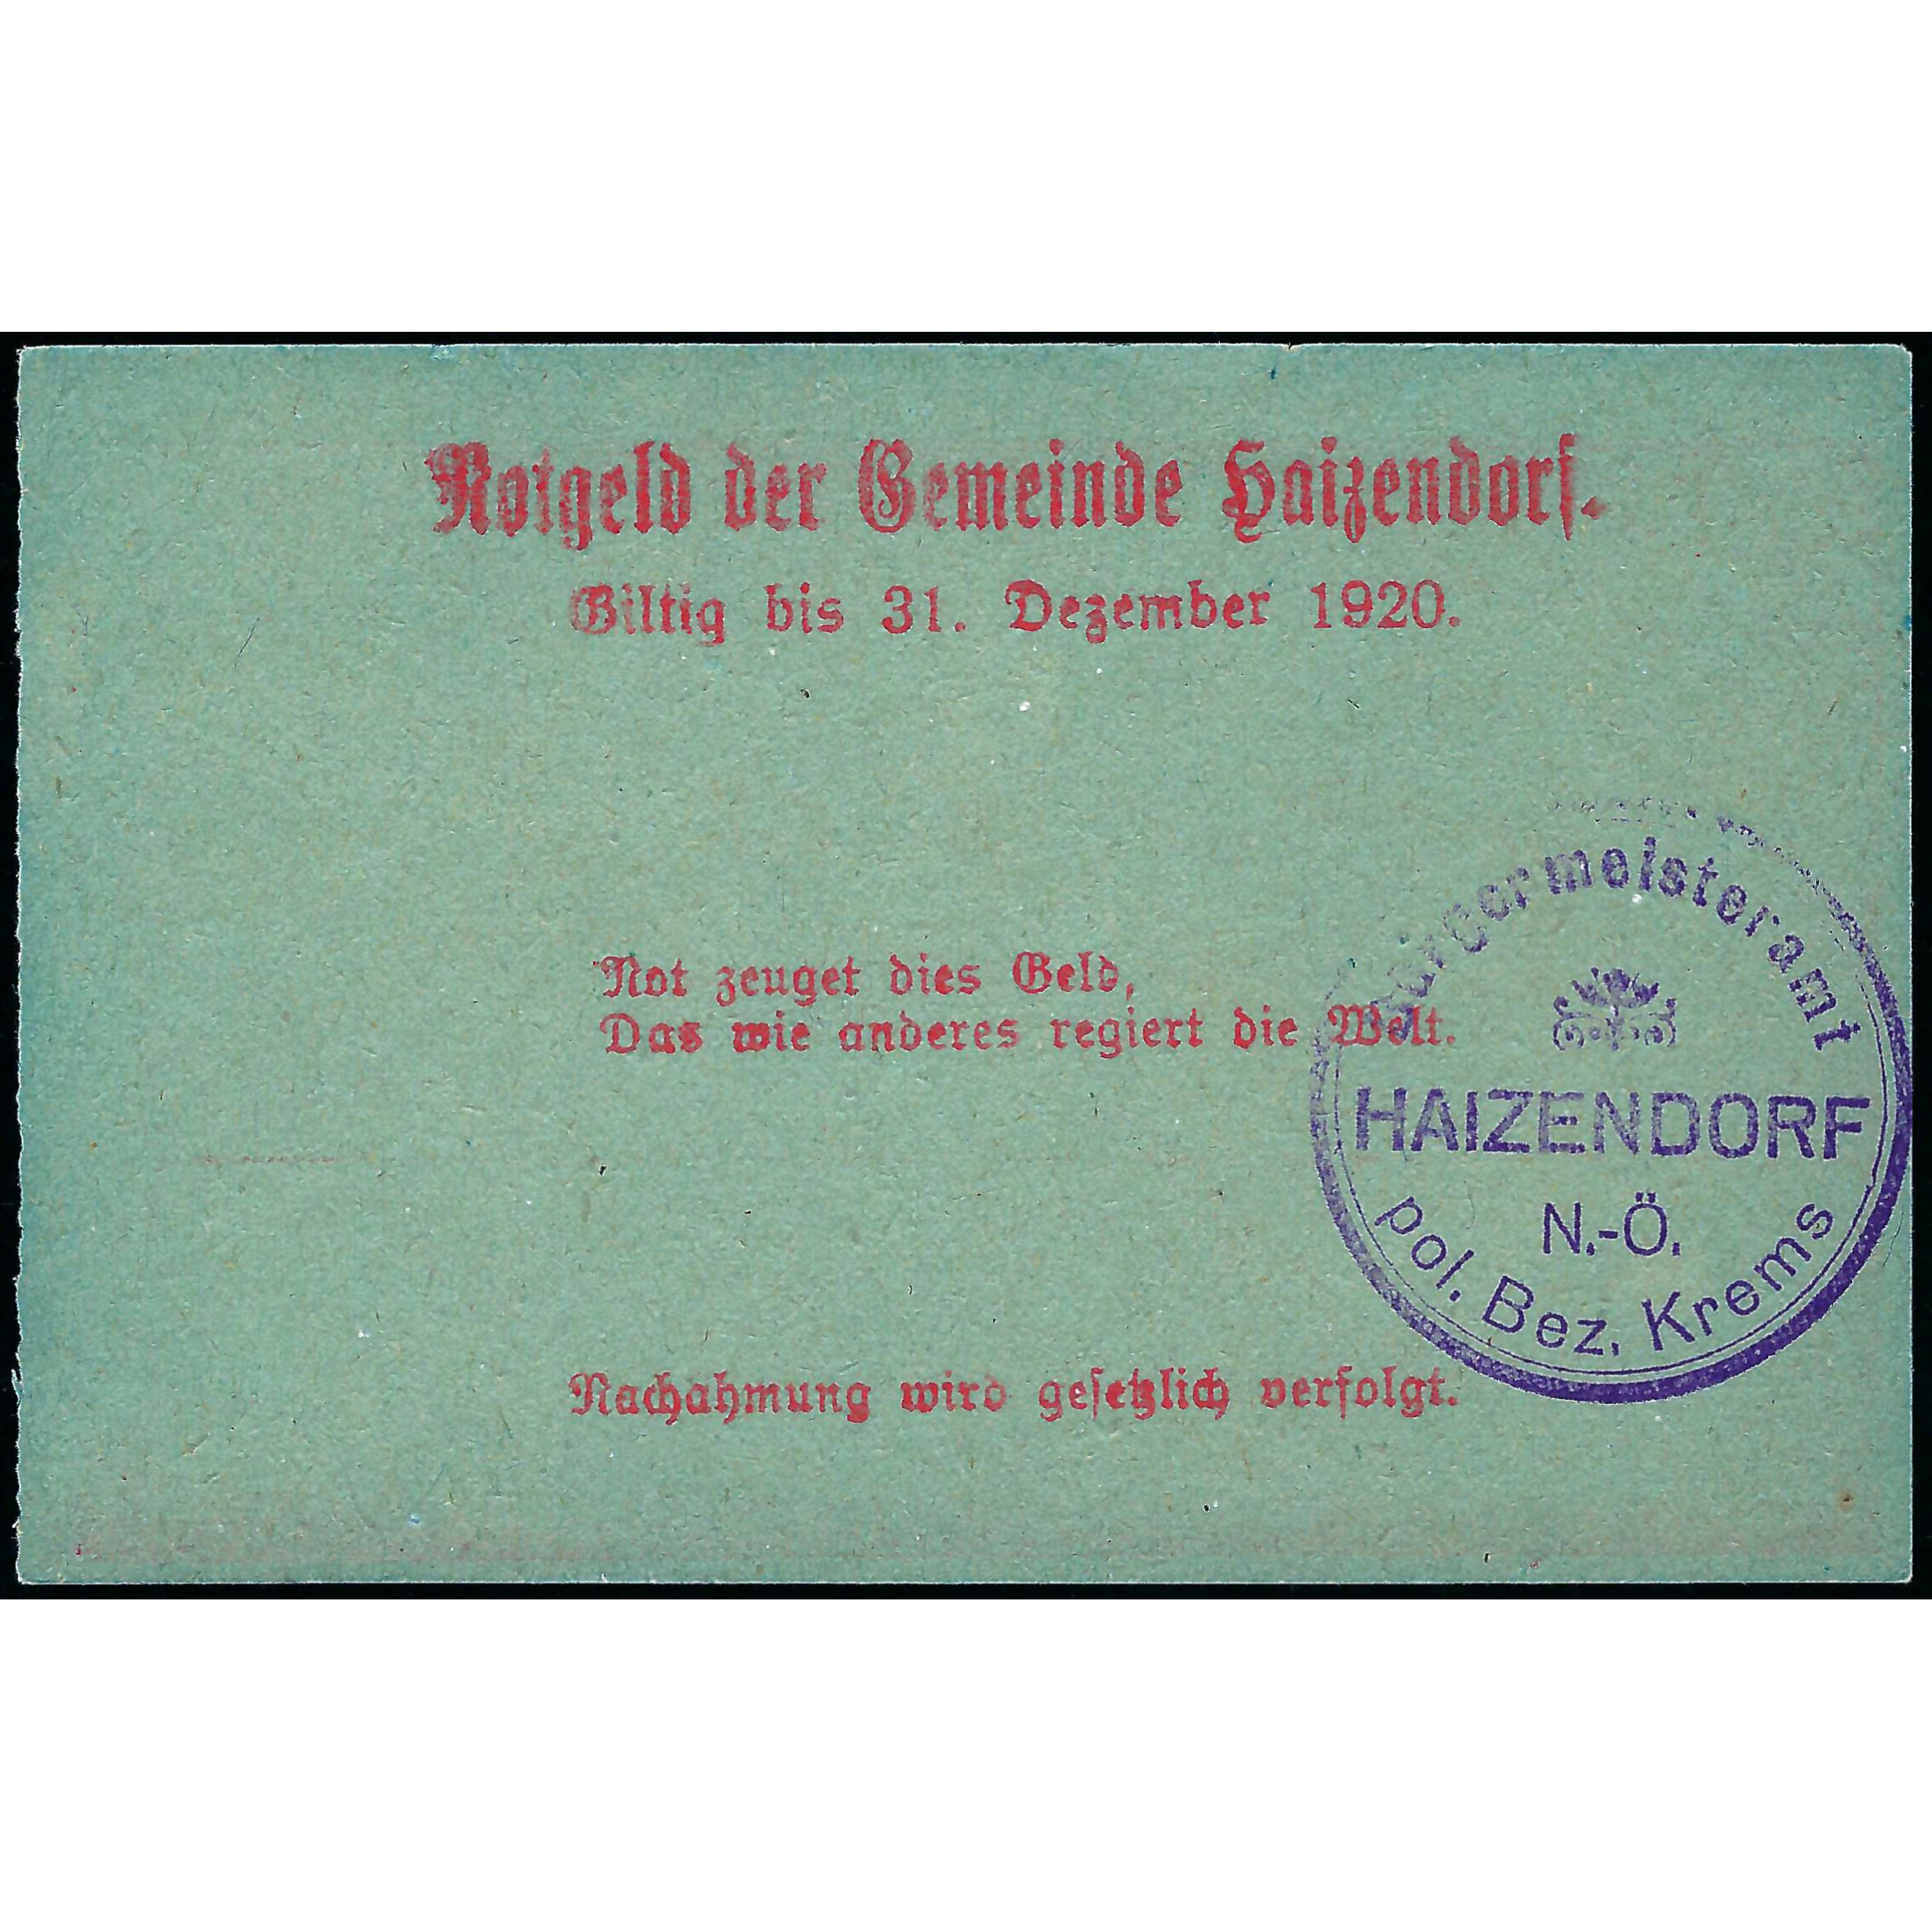 Notgeld der Gemeinde Haizendorf.
Giltig bis 31. Dezember 1920.
Not zeuget dies Geld,
Das wie anderes regiert die Welt.
Bürgermeisteramt
HAIZENDORF
N.-Ö.
pol. Bez. Krems
Nachahmung wird gesetzlich verfolgt.